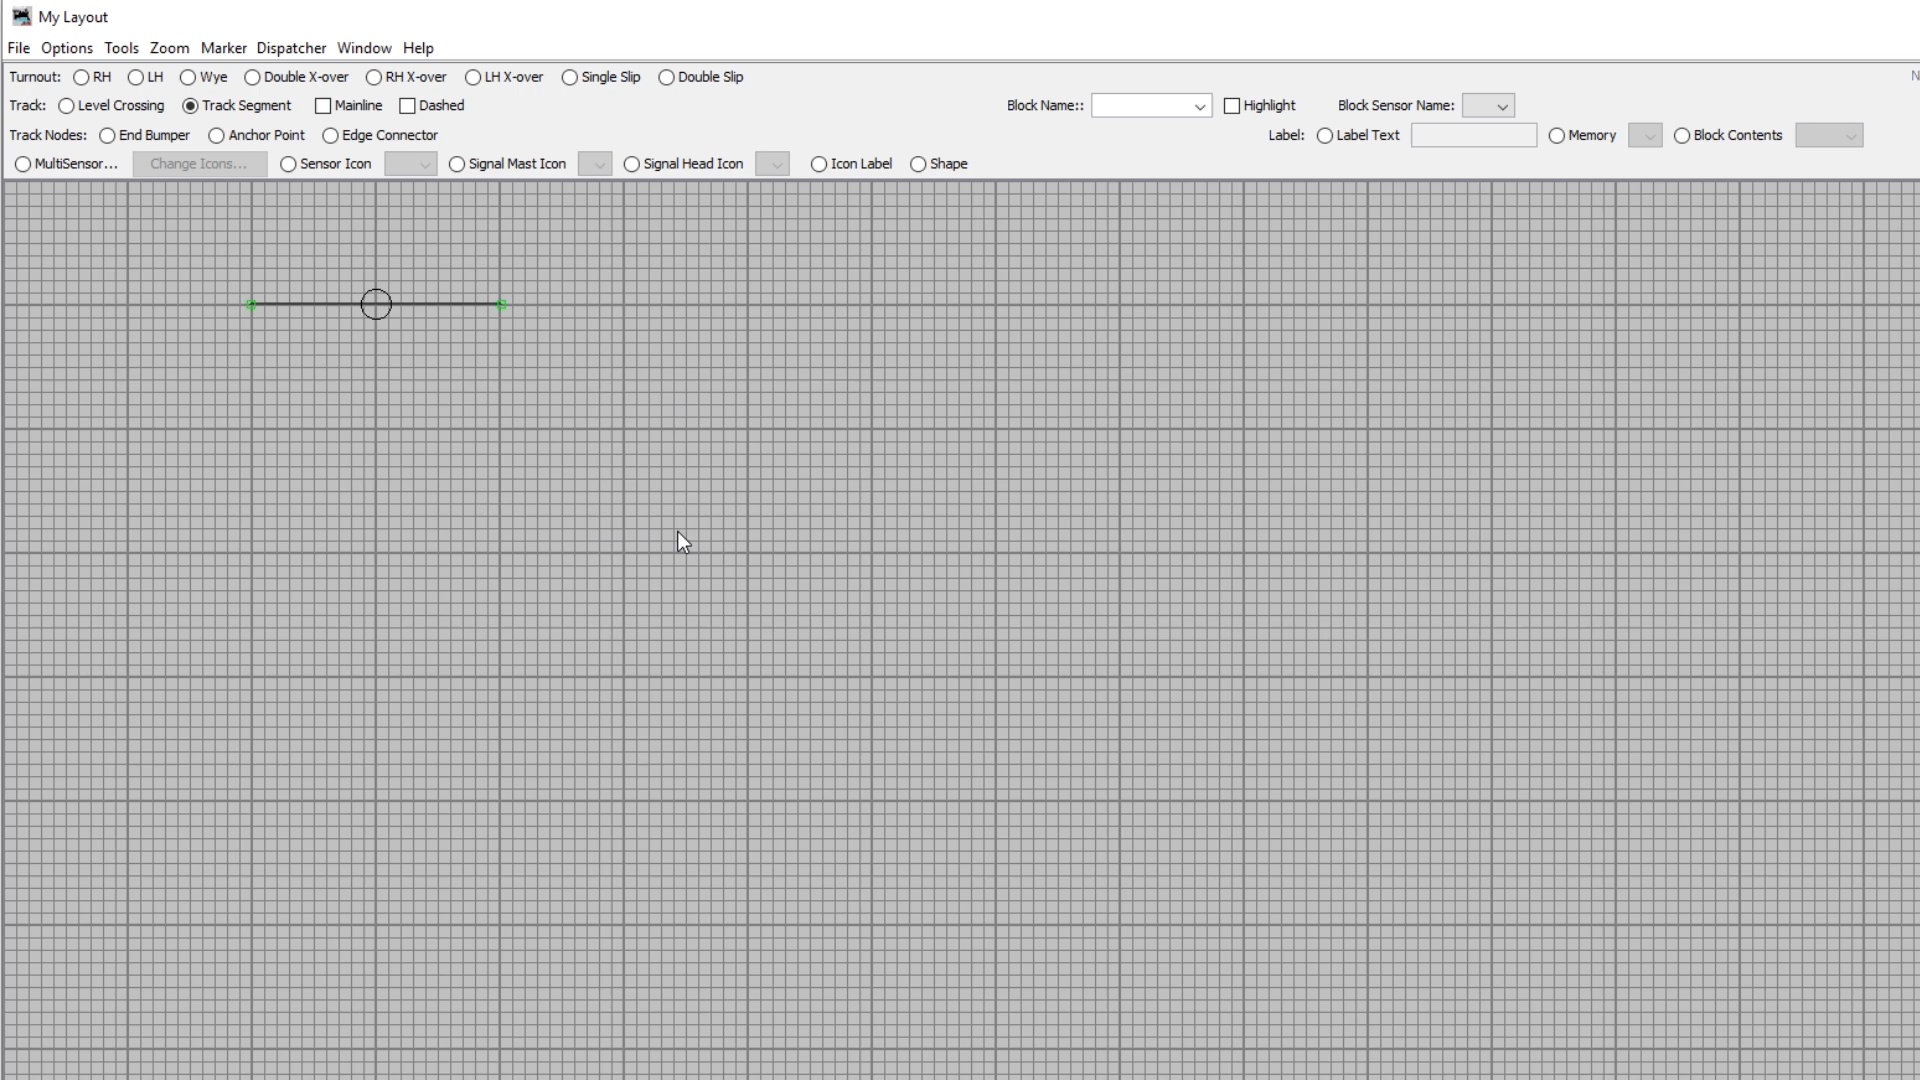 My Layout
File Options Tools Zoom Marker Dispatcher Window Help
Turnout: RH LH Wye Double X-over RH X-over LH X-over Single Slip Double Slip
Track: Level Crossing Track Segment Mainline Dashed Block Name:: Highlight Block Sensor Name:
Track Nodes: End Bumper Anchor Point Edge Connector Label: Label Text Memory Block Contents
MultiSensor... Change Icons... Sensor Icon Signal Mast Icon Signal Head Icon Icon Label Shape